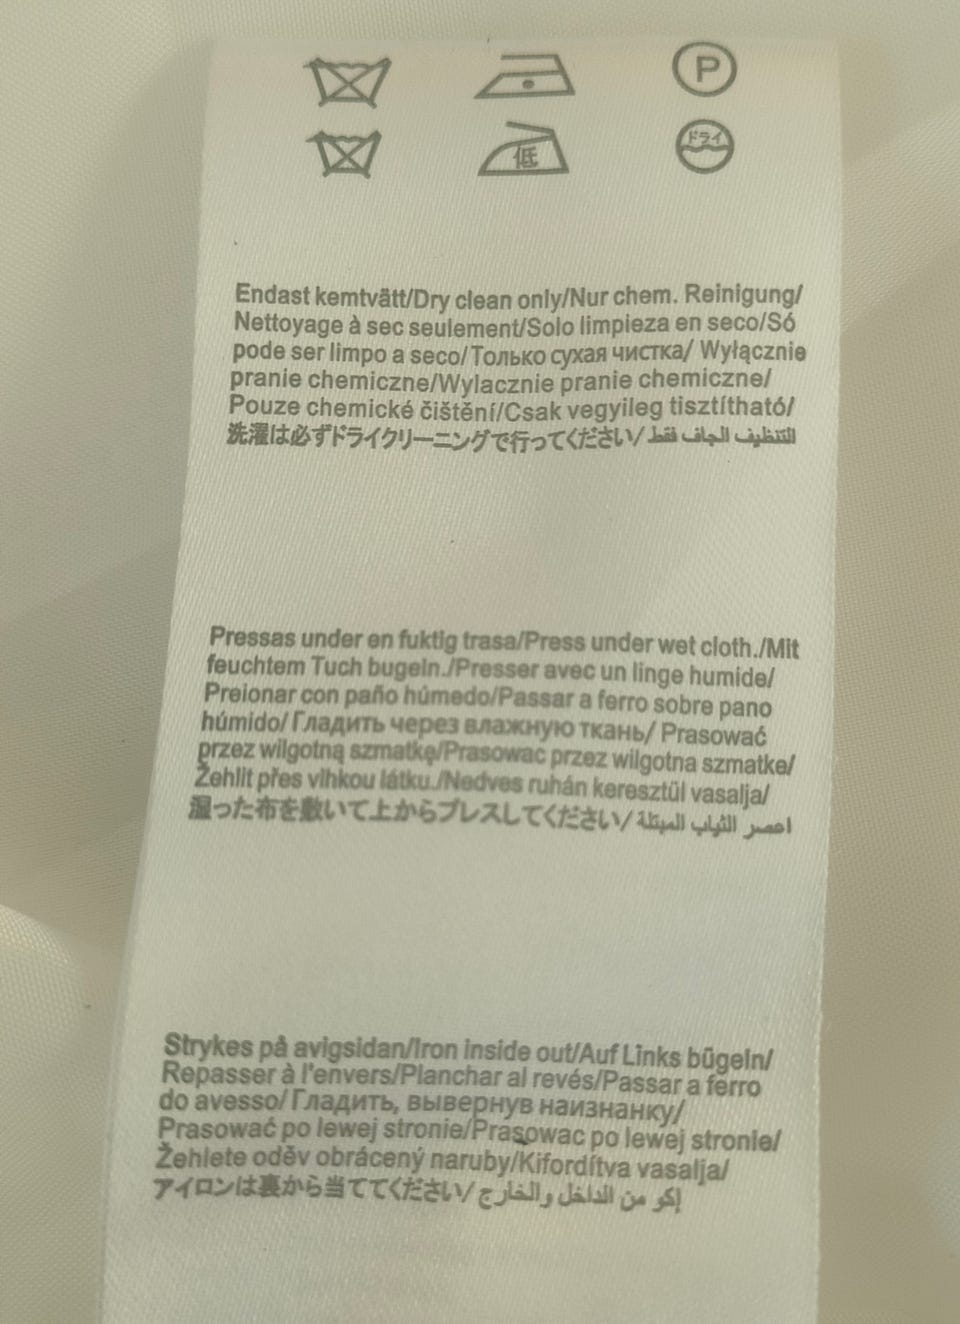 P
低 ドライ
Endast kemtvätt/Dry clean only/Nur chem. Reinigung/
Nettoyage à sec seulement/Solo limpieza en seco/Só
pode ser limpo a seco/Только сухая чистка/ Wyłącznie
pranie chemiczne/Wylacznie pranie chemiczne/
Pouze chemické čištění/Csak vegyileg tisztítható/
洗濯は必ずドライクリーニングで行ってください/التنظيف الجاف فقط
Pressas under en fuktig trasa/Press under wet cloth./Mit
feuchtem Tuch bugeln./Presser avec un linge humide/
Preionar con paño húmedo/Passar a ferro sobre pano
húmido/Гладить через влажную ткань/ Prasować
przez wilgotną szmatkę/Prasowac przez wilgotna szmatke/
Žehlit přes vlhkou látku./Nedves ruhán keresztül vasalja/
湿った布を敷いて上からプレスしてください/اعصر الثياب المبتلة
Strykes på avigsidan/Iron inside out/Auf Links bügeln/
Repasser à l'envers/Planchar al revés/Passar a ferro
do avesso/Гладить, вывернув наизнанку/
Prasować po lewej stronie/Prasowac po lewej stronie/
Žehlete oděv obrácený naruby/Kifordítva vasalja/
アイロンは裏から当ててください/إكو من الداخل والخارج